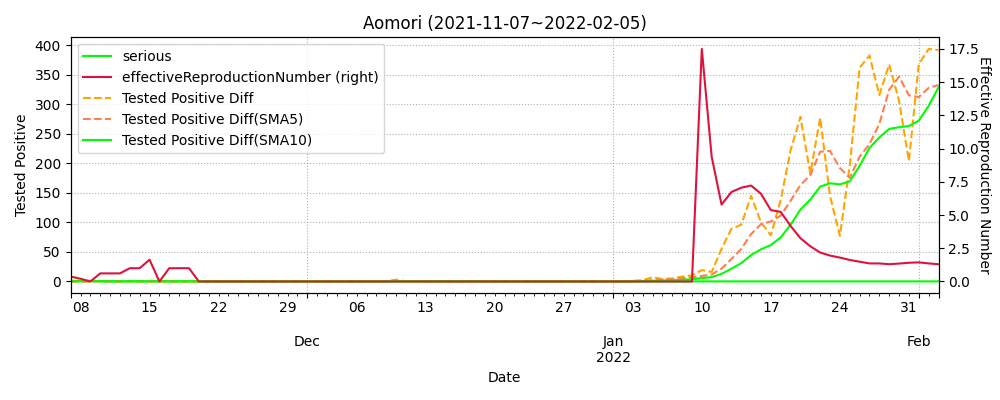 Aomori (2021-11-07~2022-02-05)
serious
effectiveReproductionNumber (right)
Tested Positive Diff
Tested Positive Diff(SMA5)
Tested Positive Diff(SMA10)
Tested Positive
400
350
300
250
200
150
100
50
0
17.5
15.0
12.5
10.0
7.5
5.0
2.5
0.0
Effective Reproduction Number
08 15 22 29 06 13 20 27 03 10 17 24 31
Dec Jan Feb
2022
Date